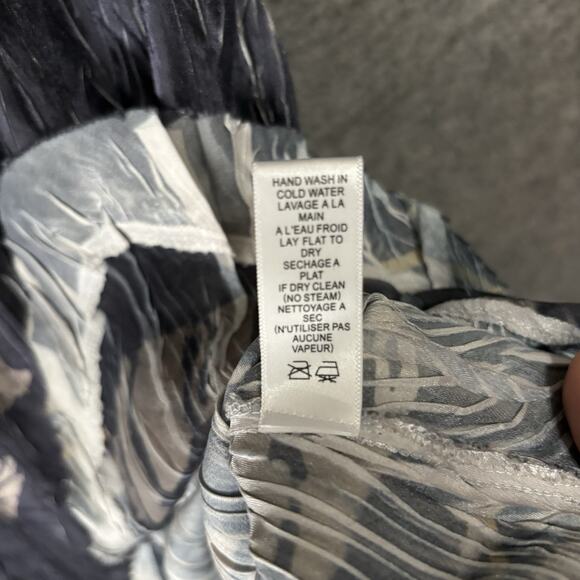 HAND WASH IN
COLD WATER
LAVAGE A LA
MAIN
A L'EAU FROID
LAY FLAT TO
DRY
SECHAGE A
PLAT
IF DRY CLEAN
(NO STEAM)
NETTOYAGE A
SEC
(N'UTILISER PAS
AUCUNE
VAPEUR)